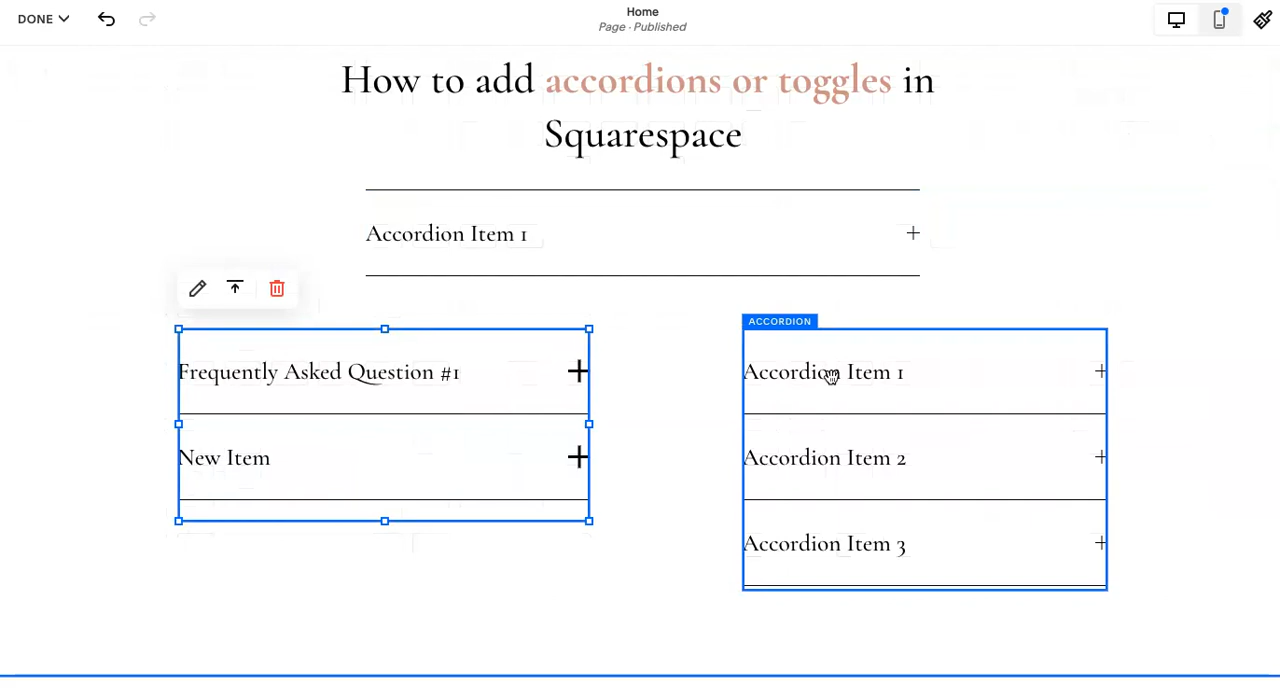 DONE
Home
Page · Published
How to add accordions or toggles in
Squarespace
Accordion Item 1
Frequently Asked Question #1
New Item
ACCORDION
Accordion Item 1
Accordion Item 2
Accordion Item 3